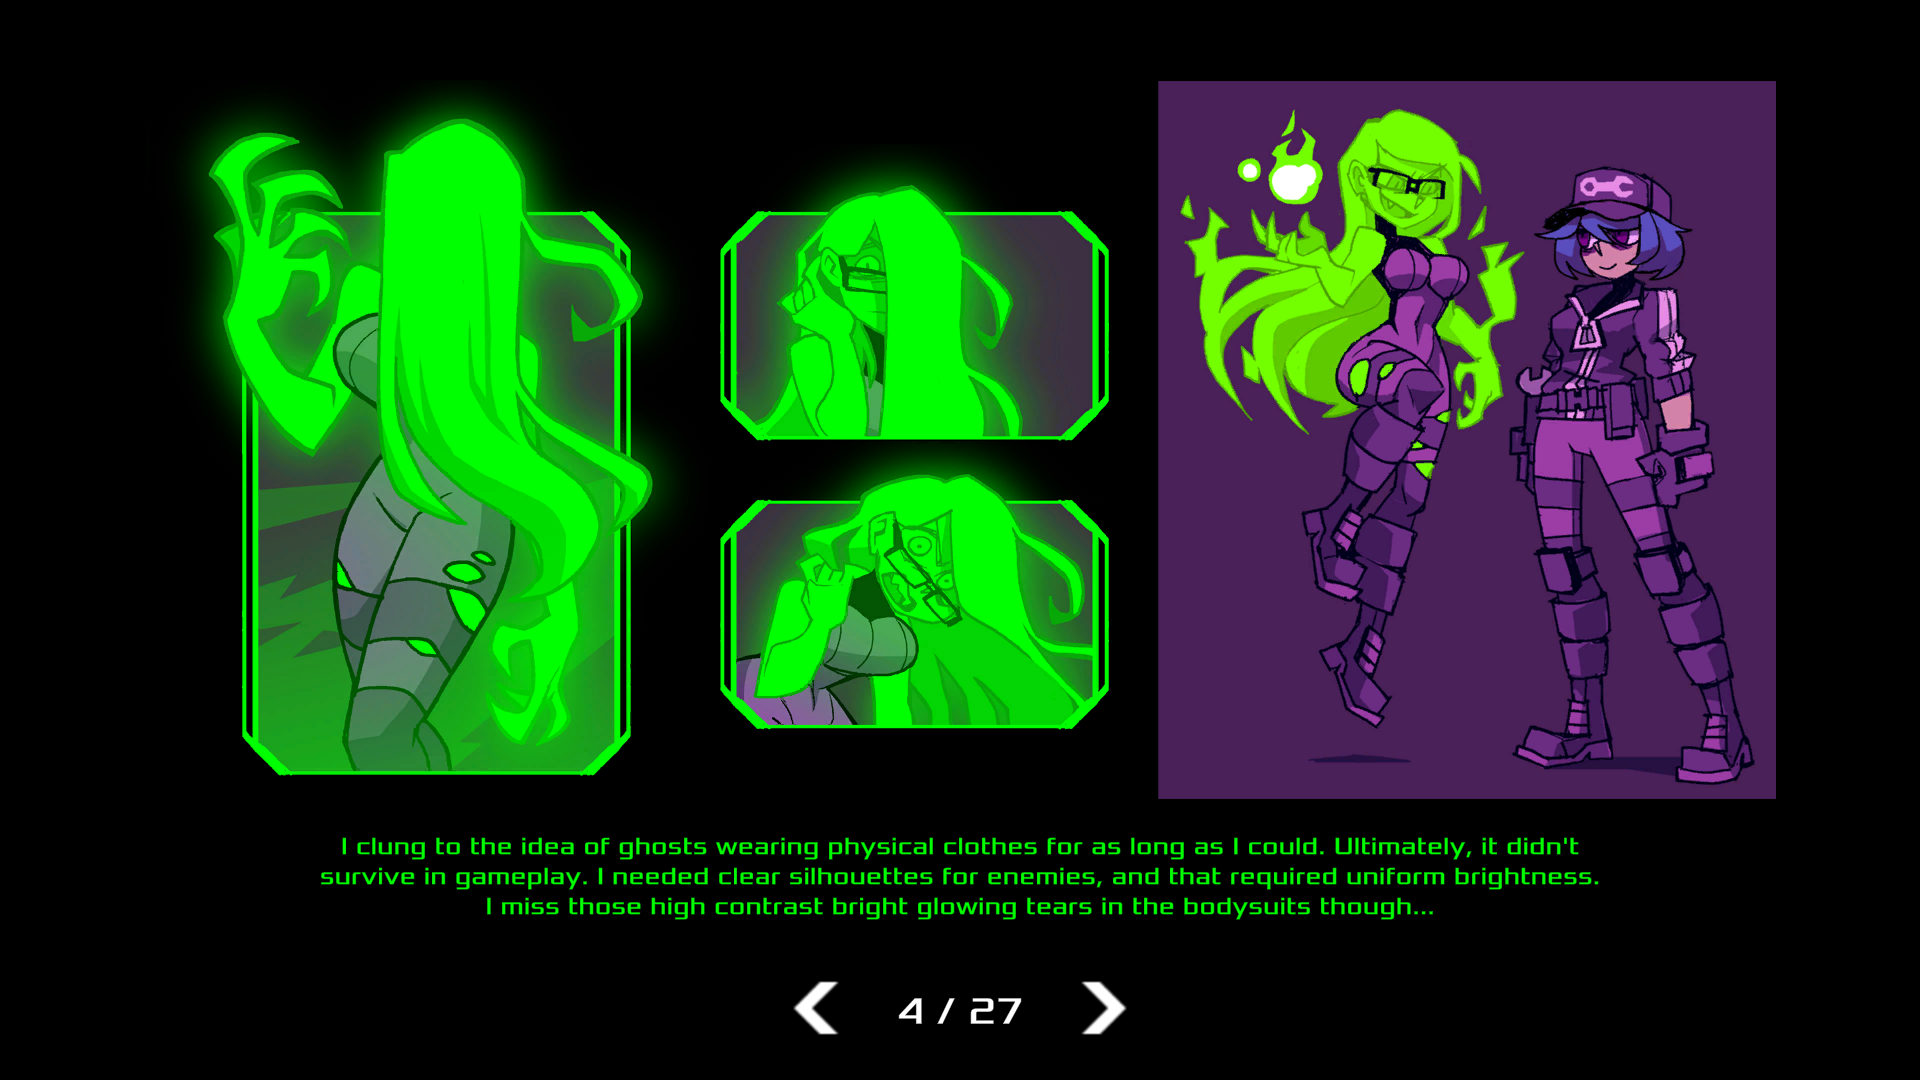 I clung to the idea of ghosts wearing physical clothes for as long as I could. Ultimately, it didn't
survive in gameplay. I needed clear silhouettes for enemies, and that required uniform brightness.
I miss those high contrast bright glowing tears in the bodysuits though...
4 / 27